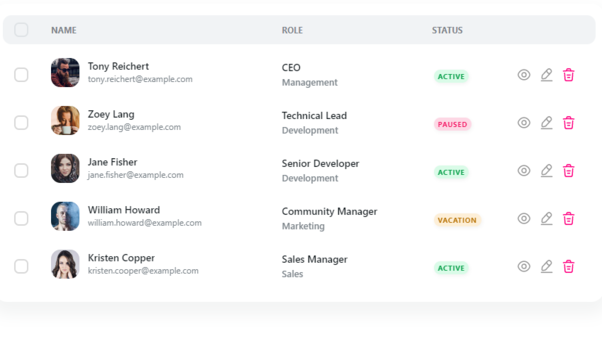 NAME ROLE STATUS
Tony Reichert CEO
tony.reichert@example.com Management ACTIVE
Zoey Lang Technical Lead
zoey.lang@example.com Development PAUSED
Jane Fisher Senior Developer
jane.fisher@example.com Development ACTIVE
William Howard Community Manager
william.howard@example.com Marketing VACATION
Kristen Copper Sales Manager
kristen.cooper@example.com Sales ACTIVE